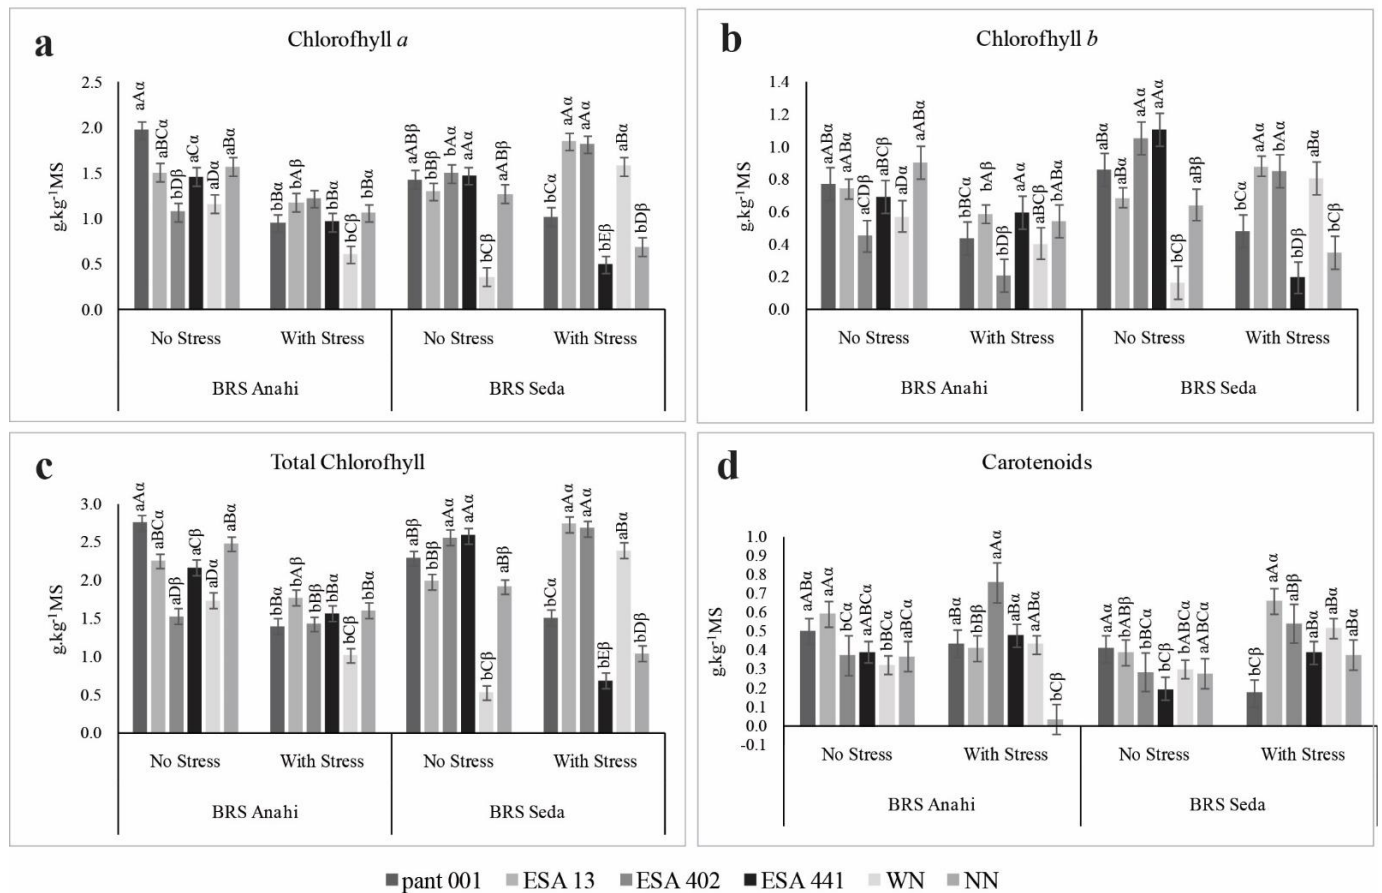 a
Chlorofhyll a
g.kg-1MS
2.5
2.0
1.5
1.0
0.5
0.0
aAα
aBCα
bDβ
aCα
aDα
aBα
bBα
bAβ
bBα
bCβ
bBα
aABβ
bBβ
bAα
aAα
bCβ
aABβ
bCα
aAα
aAα
bEβ
aBα
bDβ
No Stress With Stress No Stress With Stress
BRS Anahi BRS Seda
b
Chlorofhyll b
g.kg-1MS
1.4
1.2
1.0
0.8
0.6
0.4
0.2
0.0
aABα
aABα
aCDβ
aBCβ
aDα
aABα
bBCα
bAβ
bDβ
aAα
aBCβ
bABα
aBα
aBα
aAα
aAα
bCβ
aBβ
bCα
aAα
bAα
bDβ
aBα
bCβ
No Stress With Stress No Stress With Stress
BRS Anahi BRS Seda
c
Total Chlorofhyll
g.kg-1MS
3.0
2.5
2.0
1.5
1.0
0.5
0.0
aAα
aBCα
aDβ
aCβ
aDα
aBα
bBα
bAβ
bBβ
bBα
bCβ
bBα
aBβ
bBβ
aAα
aAα
bCβ
aBβ
bCα
aAα
aAα
bEβ
aBα
bDβ
No Stress With Stress No Stress With Stress
BRS Anahi BRS Seda
d
Carotenoids
g.kg-1MS
1.0
0.9
0.8
0.7
0.6
0.5
0.4
0.3
0.2
0.1
0.0
-0.1
aABα
aAα
bCα
aABCα
bBCα
aBCα
aBα
bBβ
aAα
aBα
aABα
bCβ
aAα
bABβ
bBCα
bCβ
bABCα
aABCα
bCβ
aAα
aBβ
aBα
aBα
aBα
No Stress With Stress No Stress With Stress
BRS Anahi BRS Seda
pant 001 ESA 13 ESA 402 ESA 441 WN NN